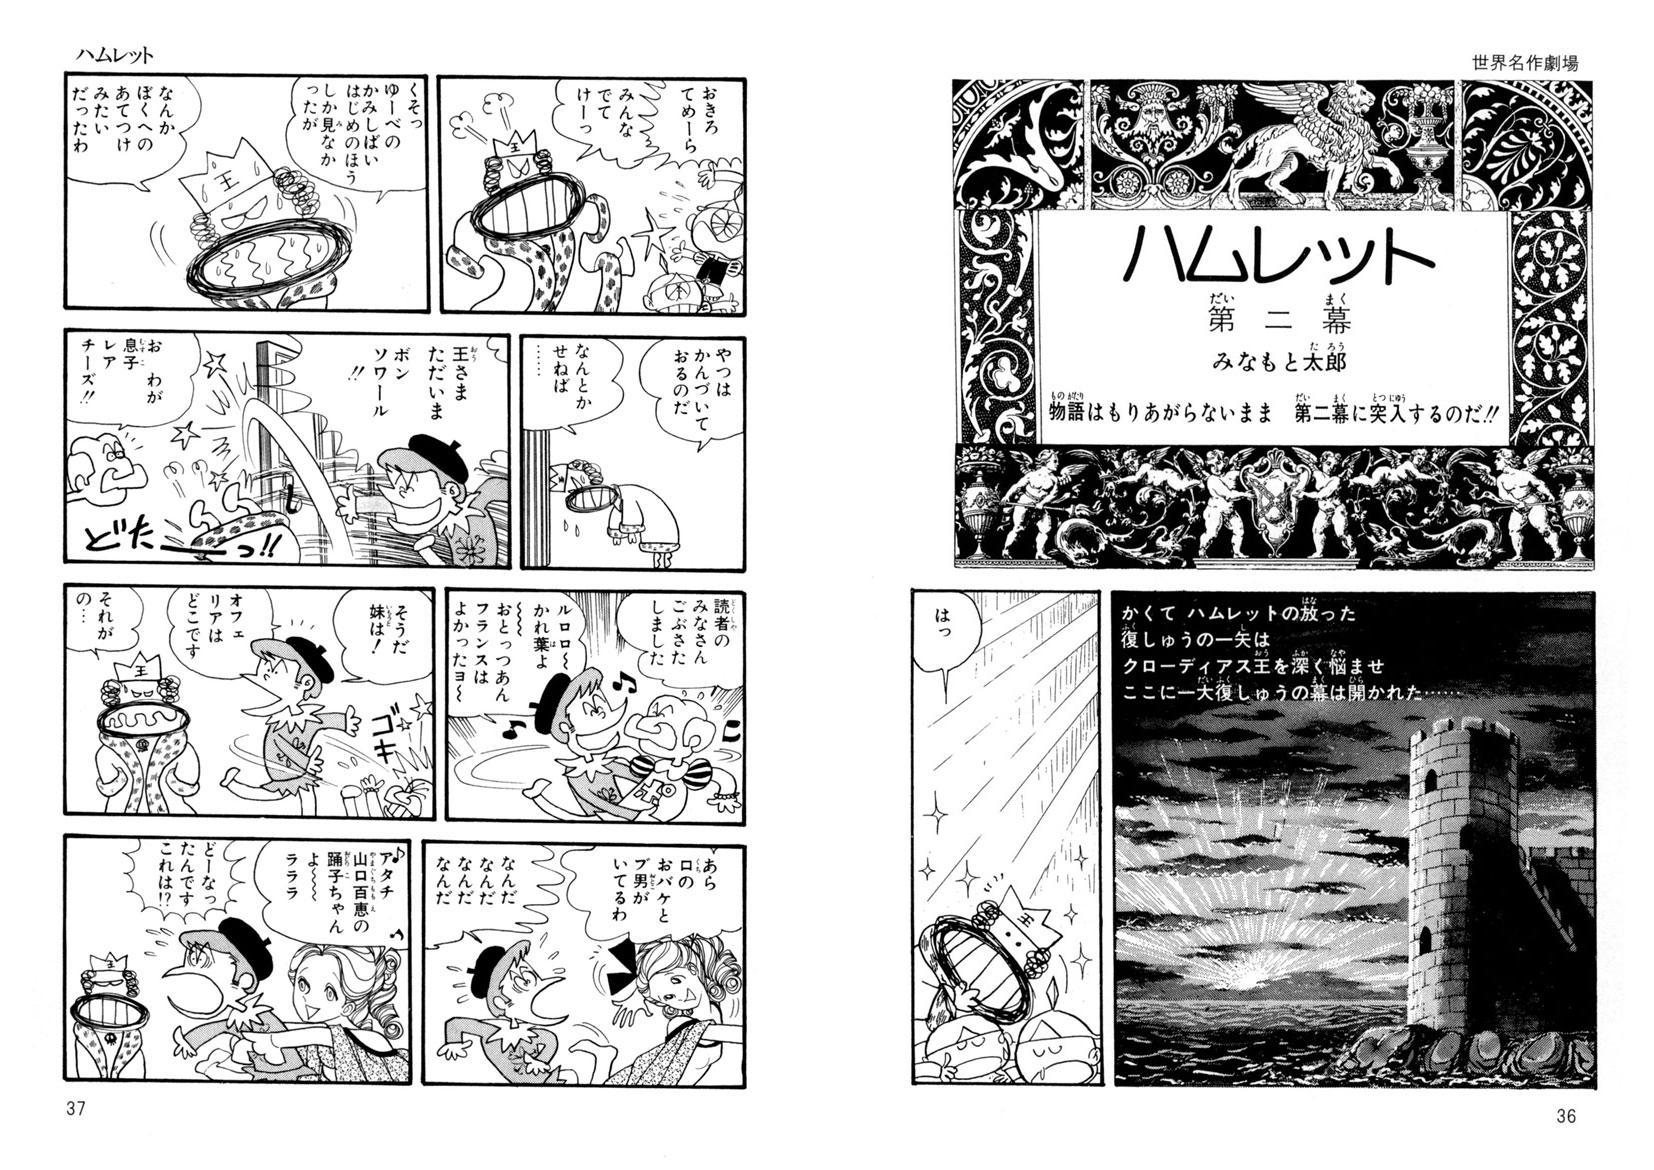 世界名作劇場
ハムレット
第二幕
みなもと太郎
物語はもりあがらないまま 第二幕に突入するのだ!!
かくて ハムレットの放った
復しゅうの一矢は
クローディアス王を深く悩ませ
ここに一大復しゅうの幕は開かれた……
はっ
36
ハムレット
おきろ
てめーら
みんな
でて
けーっ
くそっ
ゆーべの
かみしばい
はじめのほう
しか見なか
ったが
なんか
ぼくへの
あてつけ
みたい
だったわ
やつは
かんづいて
おるのだ
なんとか
せねば
……
王さま
ただいま
ボン
ソワール
!!
お わが
息子
レア
チーズ!!
どたーーっ!!
読者の
みなさん
ごぶさた
しました
ルロロ〜
かれ葉よ
〜〜〜
おとっつあん
フランスは
よかったヨ〜
そうだ
妹は!
オフェ
リアは
どこです
ゴキ
それが
の…
あら
口の
おバケと
ブ男が
いてるわ
なんだ
なんだ
なんだ
なんだ
アタチ
山口百恵の
踊子ちゃん
よ〜〜〜
ラララ
どーなっ
たんです
これは!?
王
37